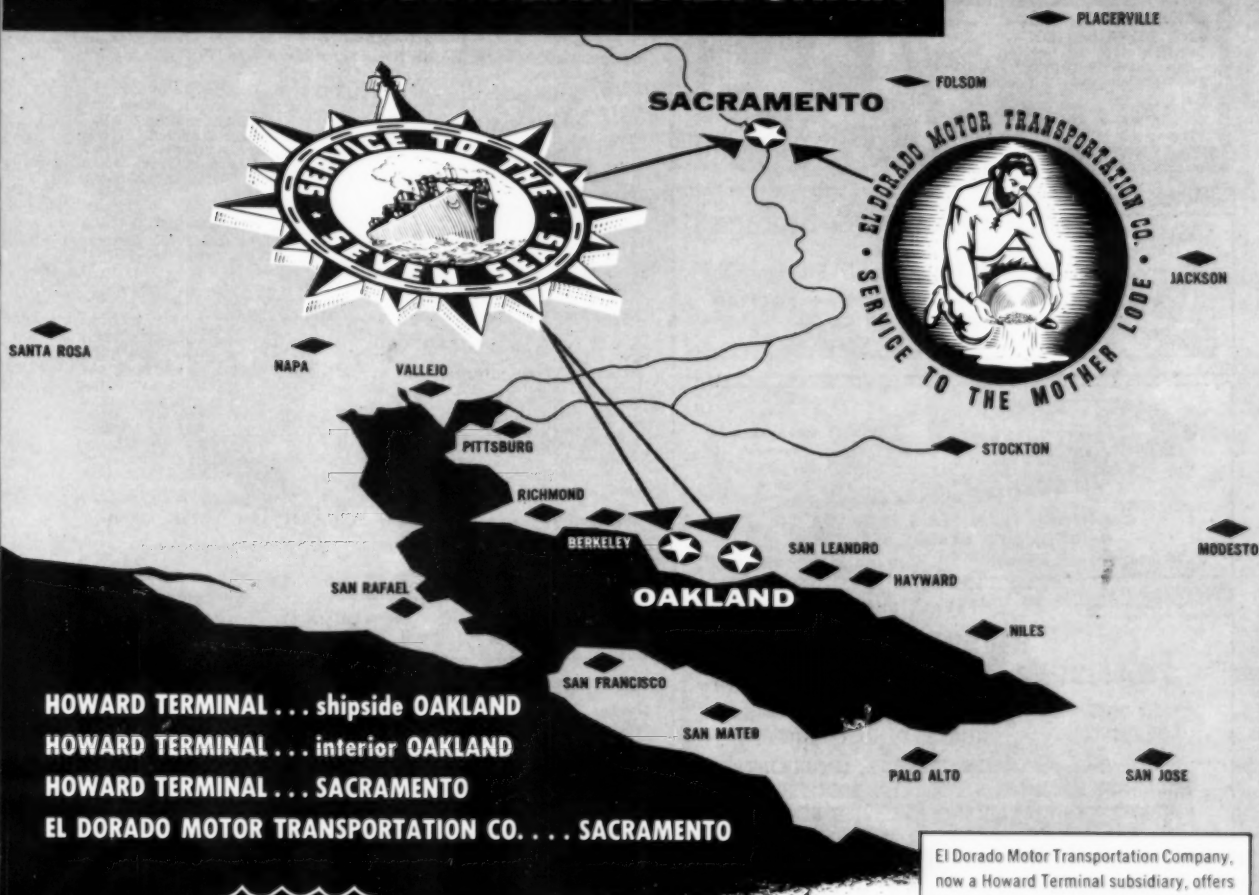 PLACERVILLE
FOLSOM
SACRAMENTO
SERVICE TO THE
SEVEN SEAS
EL DORADO MOTOR TRANSPORTATION CO.
SERVICE TO THE MOTHER LODE
JACKSON
SANTA ROSA
NAPA
VALLEJO
PITTSBURG
STOCKTON
RICHMOND
BERKELEY
SAN LEANDRO
HAYWARD
MODESTO
SAN RAFAEL
OAKLAND
NILES
SAN FRANCISCO
SAN MATEO
PALO ALTO
SAN JOSE
HOWARD TERMINAL... shipside OAKLAND
HOWARD TERMINAL... interior OAKLAND
HOWARD TERMINAL... SACRAMENTO
EL DORADO MOTOR TRANSPORTATION CO.... SACRAMENTO
El Dorado Motor Transportation Company,
now a Howard Terminal subsidiary, offers